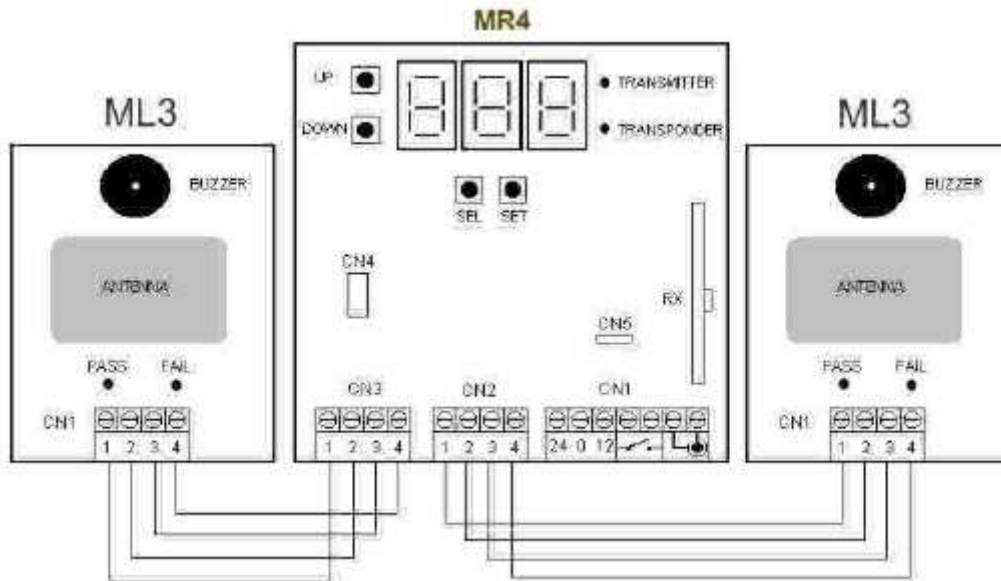 MR4
ML3
BUZZER
ANTENNA
PASS FAIL
CN1
1 2 3 4
UP
DOWN
TRANSMITTER
TRANSPONDER
SEL SET
CN4
RX
CN5
CN3 CN2 CN1
1 2 3 4
1 2 3 4
24 0 12
ML3
BUZZER
ANTENNA
PASS FAIL
CN1
1 2 3 4